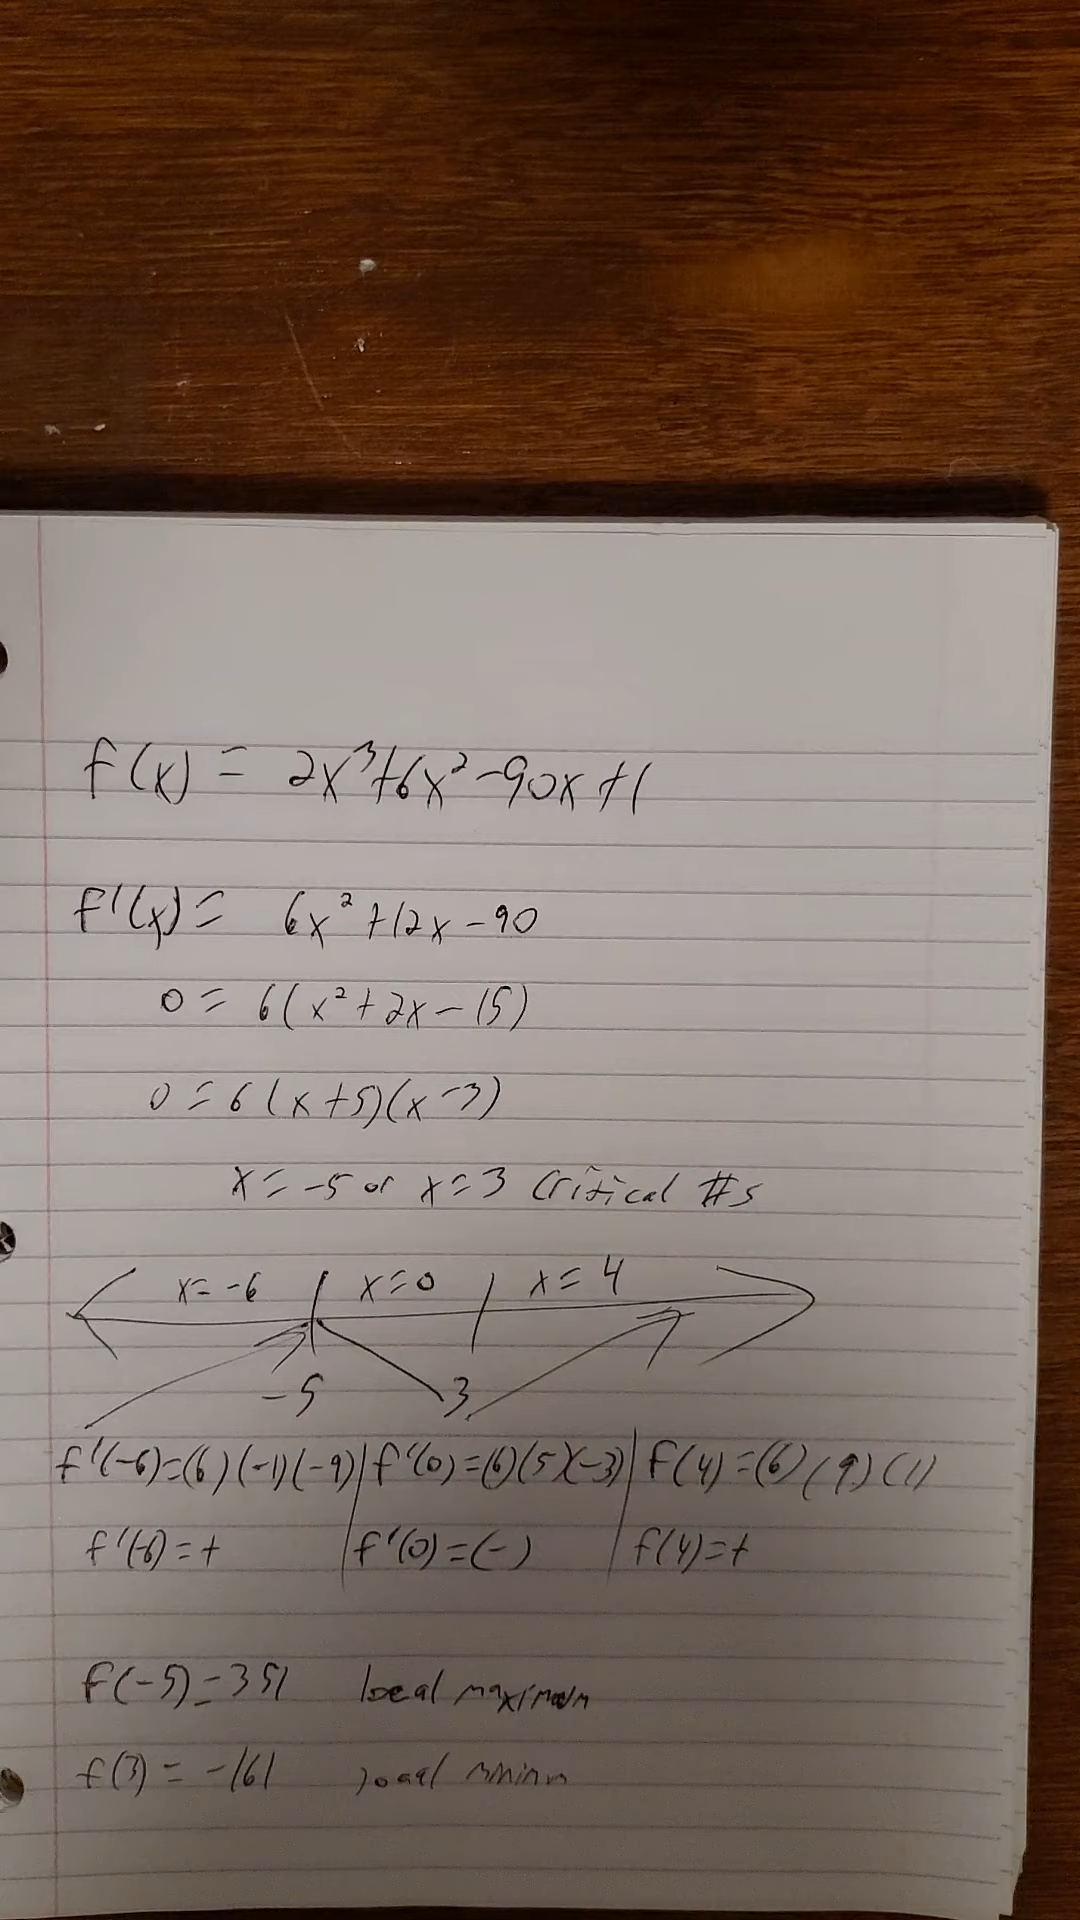 f(x) = 2x³+6x²-90x+1
f'(x) = 6x²+12x-90
0 = 6(x²+2x-15)
0 = 6(x+5)(x-3)
x = -5 or x = 3 Critical #s
x = -6 | x = 0 | x = 4
-5 3
f'(-6) = (6)(-1)(-9) | f'(0) = (6)(5)(-3) | f(4) = (6)(9)(1)
f'(-6) = + | f'(0) = (-) | f(4) = +
f(-5) = 351 local maximum
f(3) = -161 local